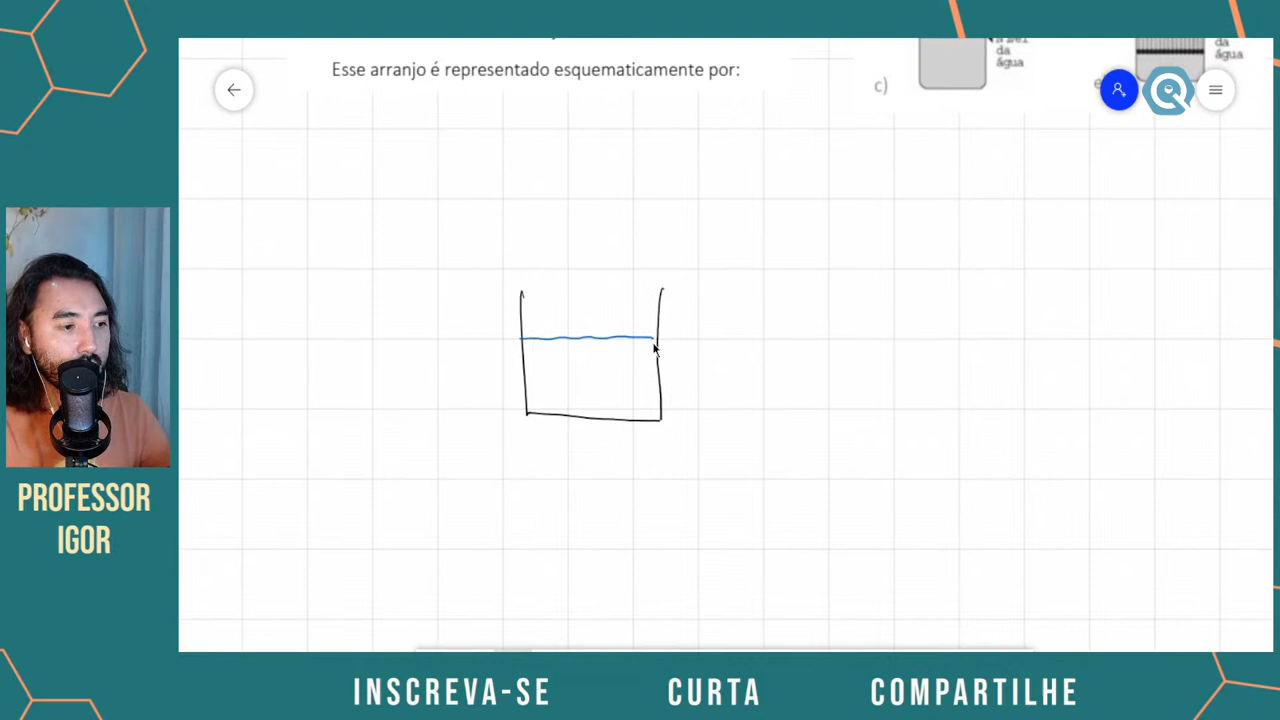 Esse arranjo é representado esquematicamente por:
da
água
c)
da
água
PROFESSOR
IGOR
INSCREVA-SE
CURTA
COMPARTILHE